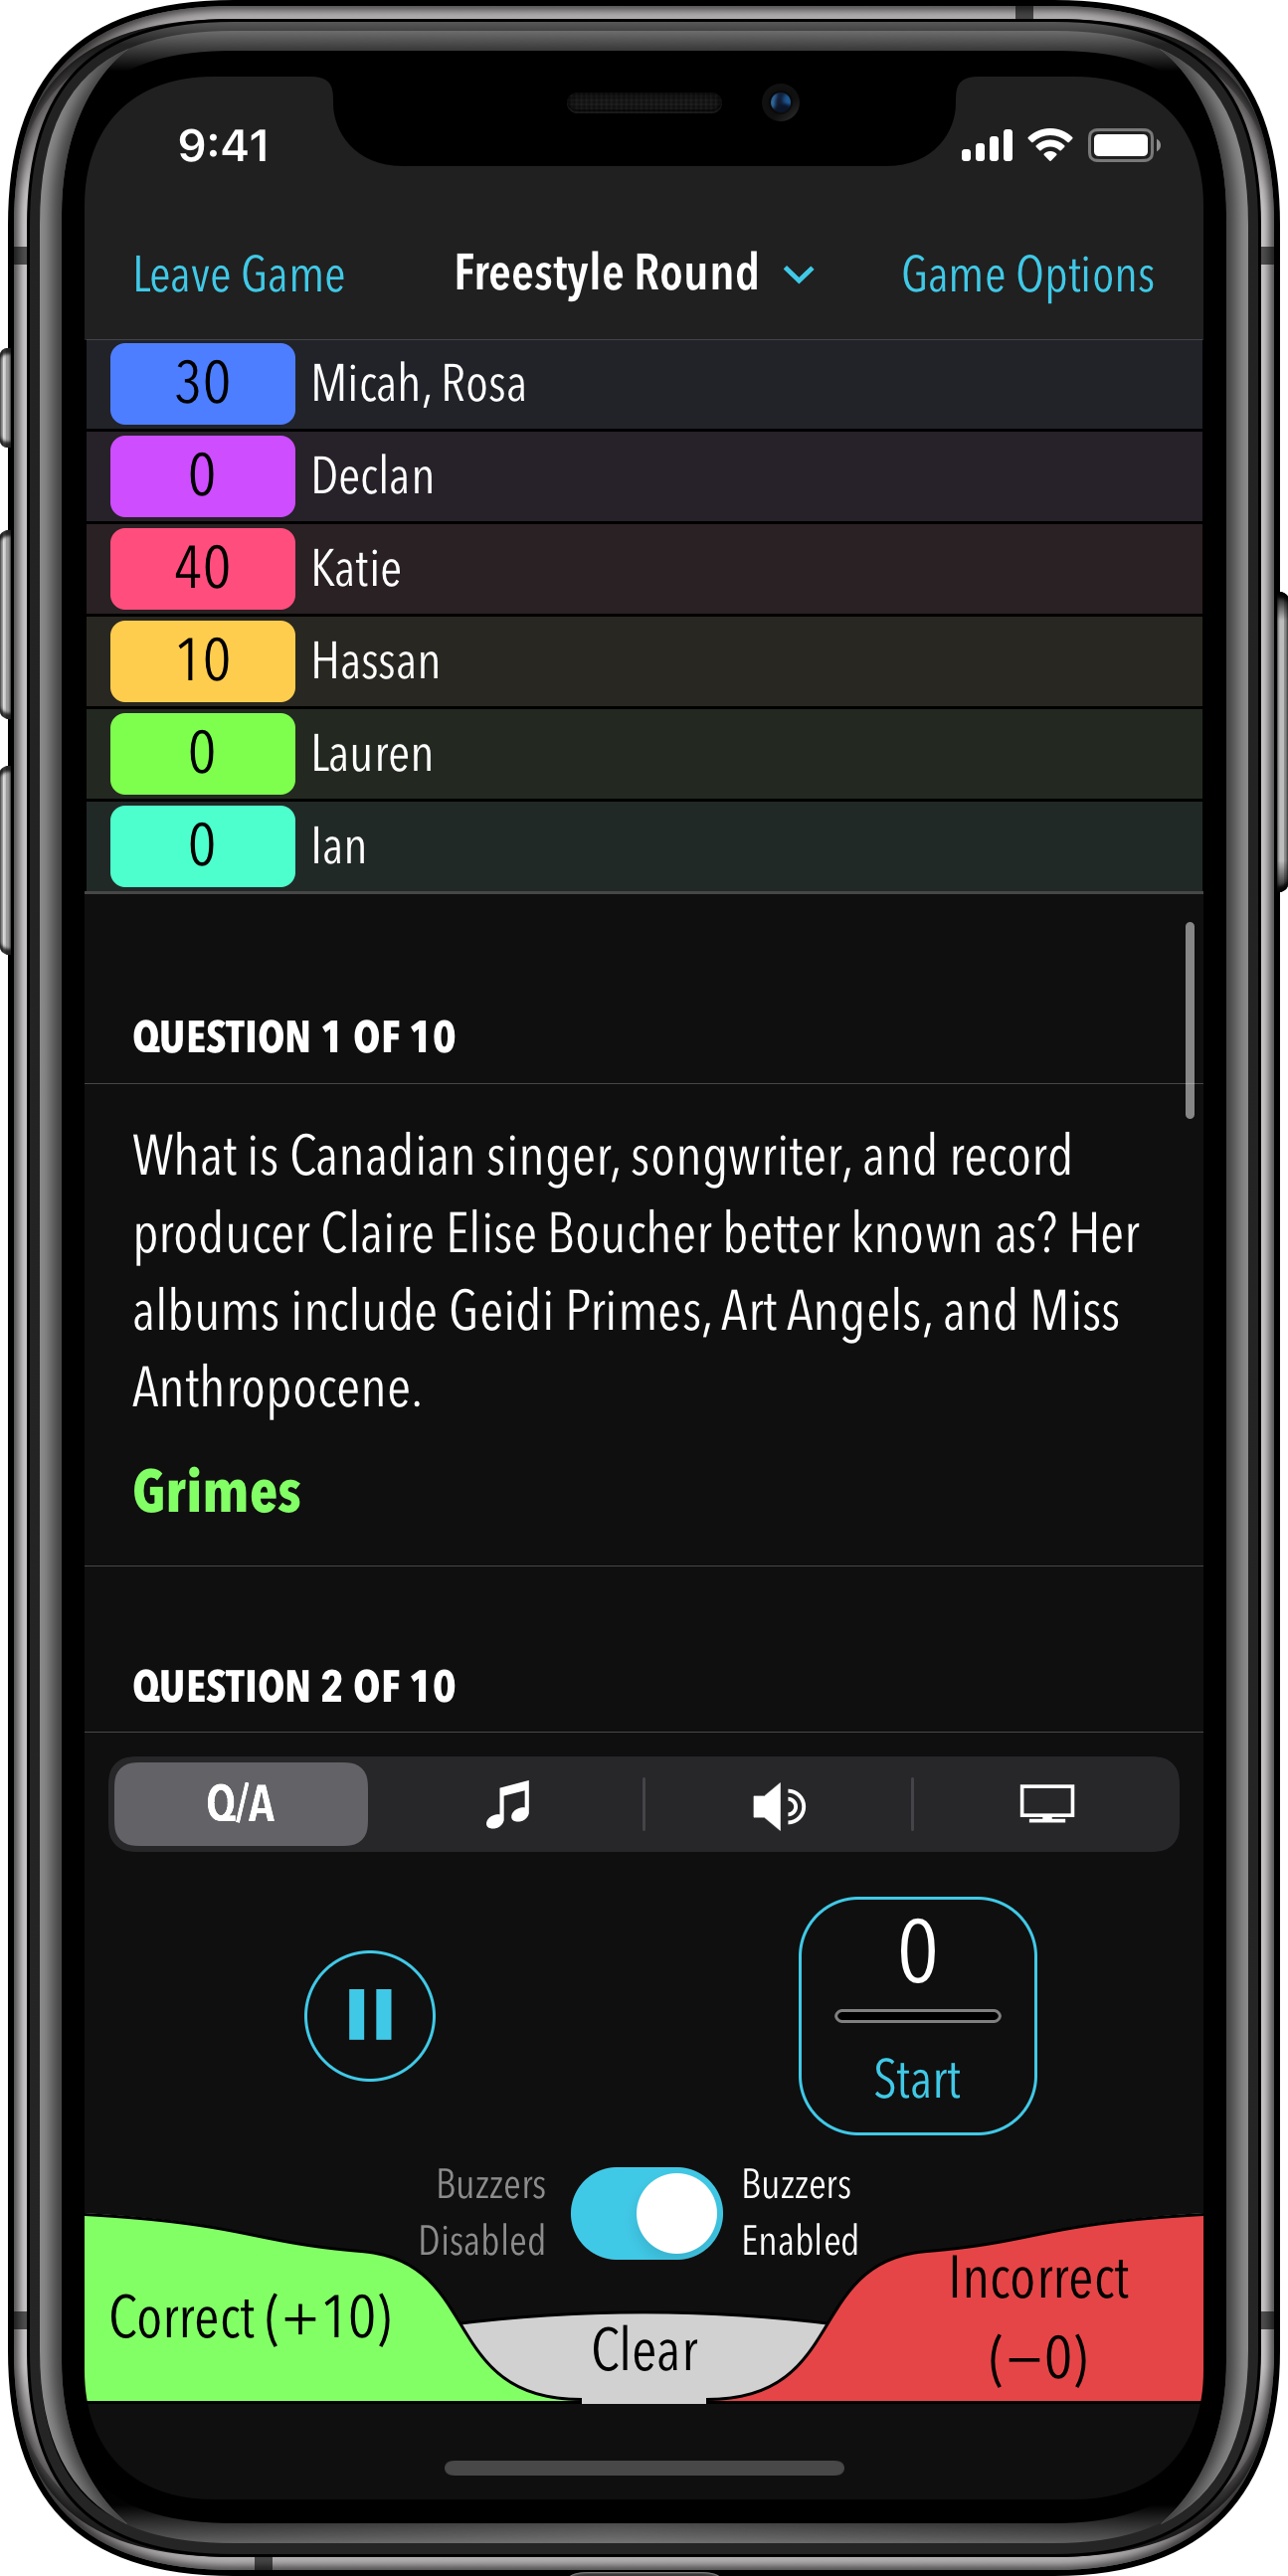 9:41
Leave Game Freestyle Round Game Options
30 Micah, Rosa
0 Declan
40 Katie
10 Hassan
0 Lauren
0 Ian
QUESTION 1 OF 10
What is Canadian singer, songwriter, and record
producer Claire Elise Boucher better known as? Her
albums include Geidi Primes, Art Angels, and Miss
Anthropocene.
Grimes
QUESTION 2 OF 10
Q/A
0
Start
Buzzers
Disabled
Buzzers
Enabled
Correct (+10)
Clear
Incorrect
(−0)